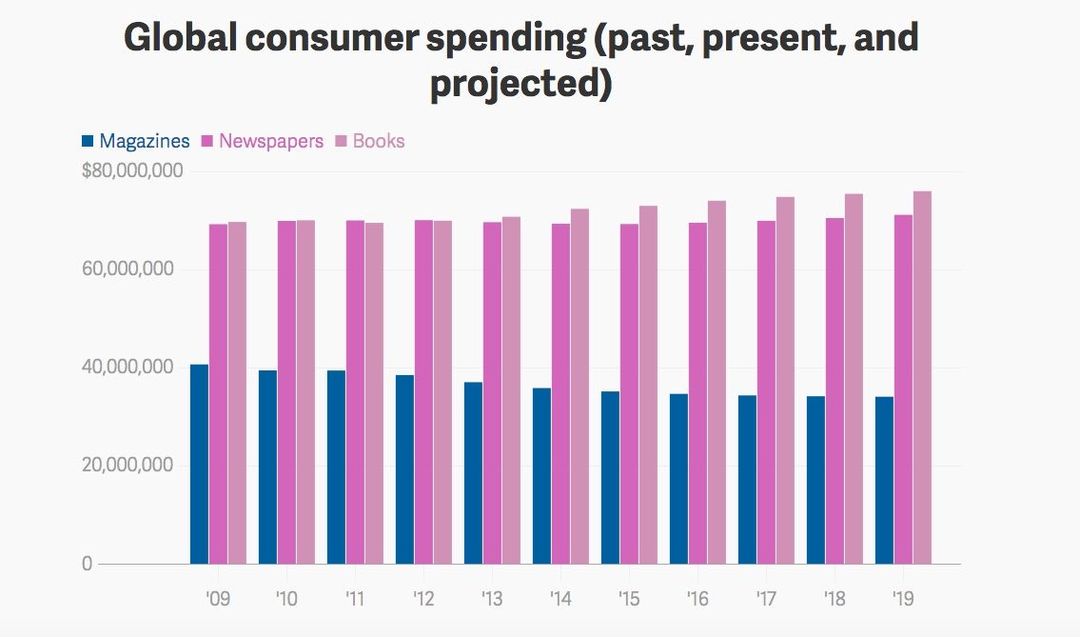 Global consumer spending (past, present, and
projected)
Magazines Newspapers Books
$80,000,000
60,000,000
40,000,000
20,000,000
0
'09 '10 '11 '12 '13 '14 '15 '16 '17 '18 '19